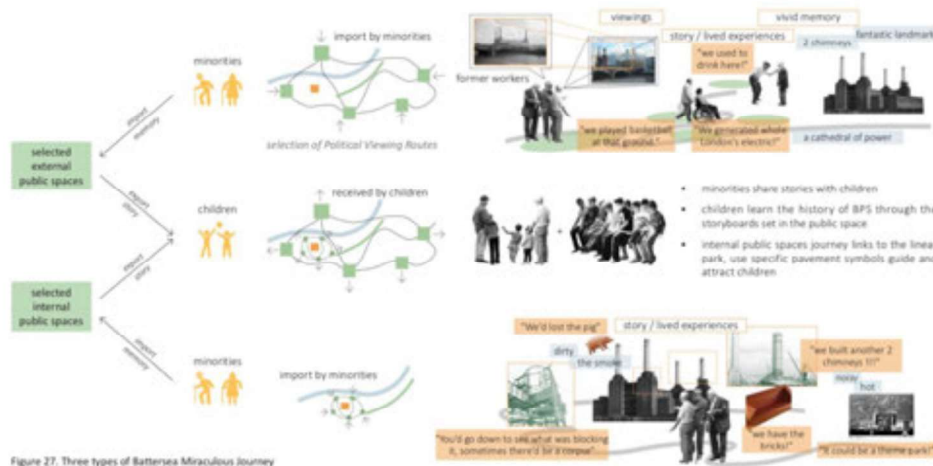 minorities
import by minorities
import
memory
selection of Political Viewing Routes
selected
external
public spaces
export
story
children
received by children
export
story
selected
internal
public spaces
import
memory
minorities
import by minorities
viewings
vivid memory
story / lived experiences
fantastic landmark
2 chimneys
"we used to
drink here!"
former workers
"we played basketball
at that ground."
"We generated whole
London's electric!"
a cathedral of power
• minorities share stories with children
• children learn the history of BPS through the
storyboards set in the public space
• internal public spaces journey links to the linear
park, use specific pavement symbols guide and
attract children
"We'd lost the pig"
story / lived experiences
dirty
the smoke
"we built another 2
chimneys !!!"
noisy
hot
"You'd go down to see what was blocking
it, sometimes there'd be a corpse"
"we have the
bricks!"
"It could be a theme park!"
Figure 27. Three types of Battersea Miraculous Journey